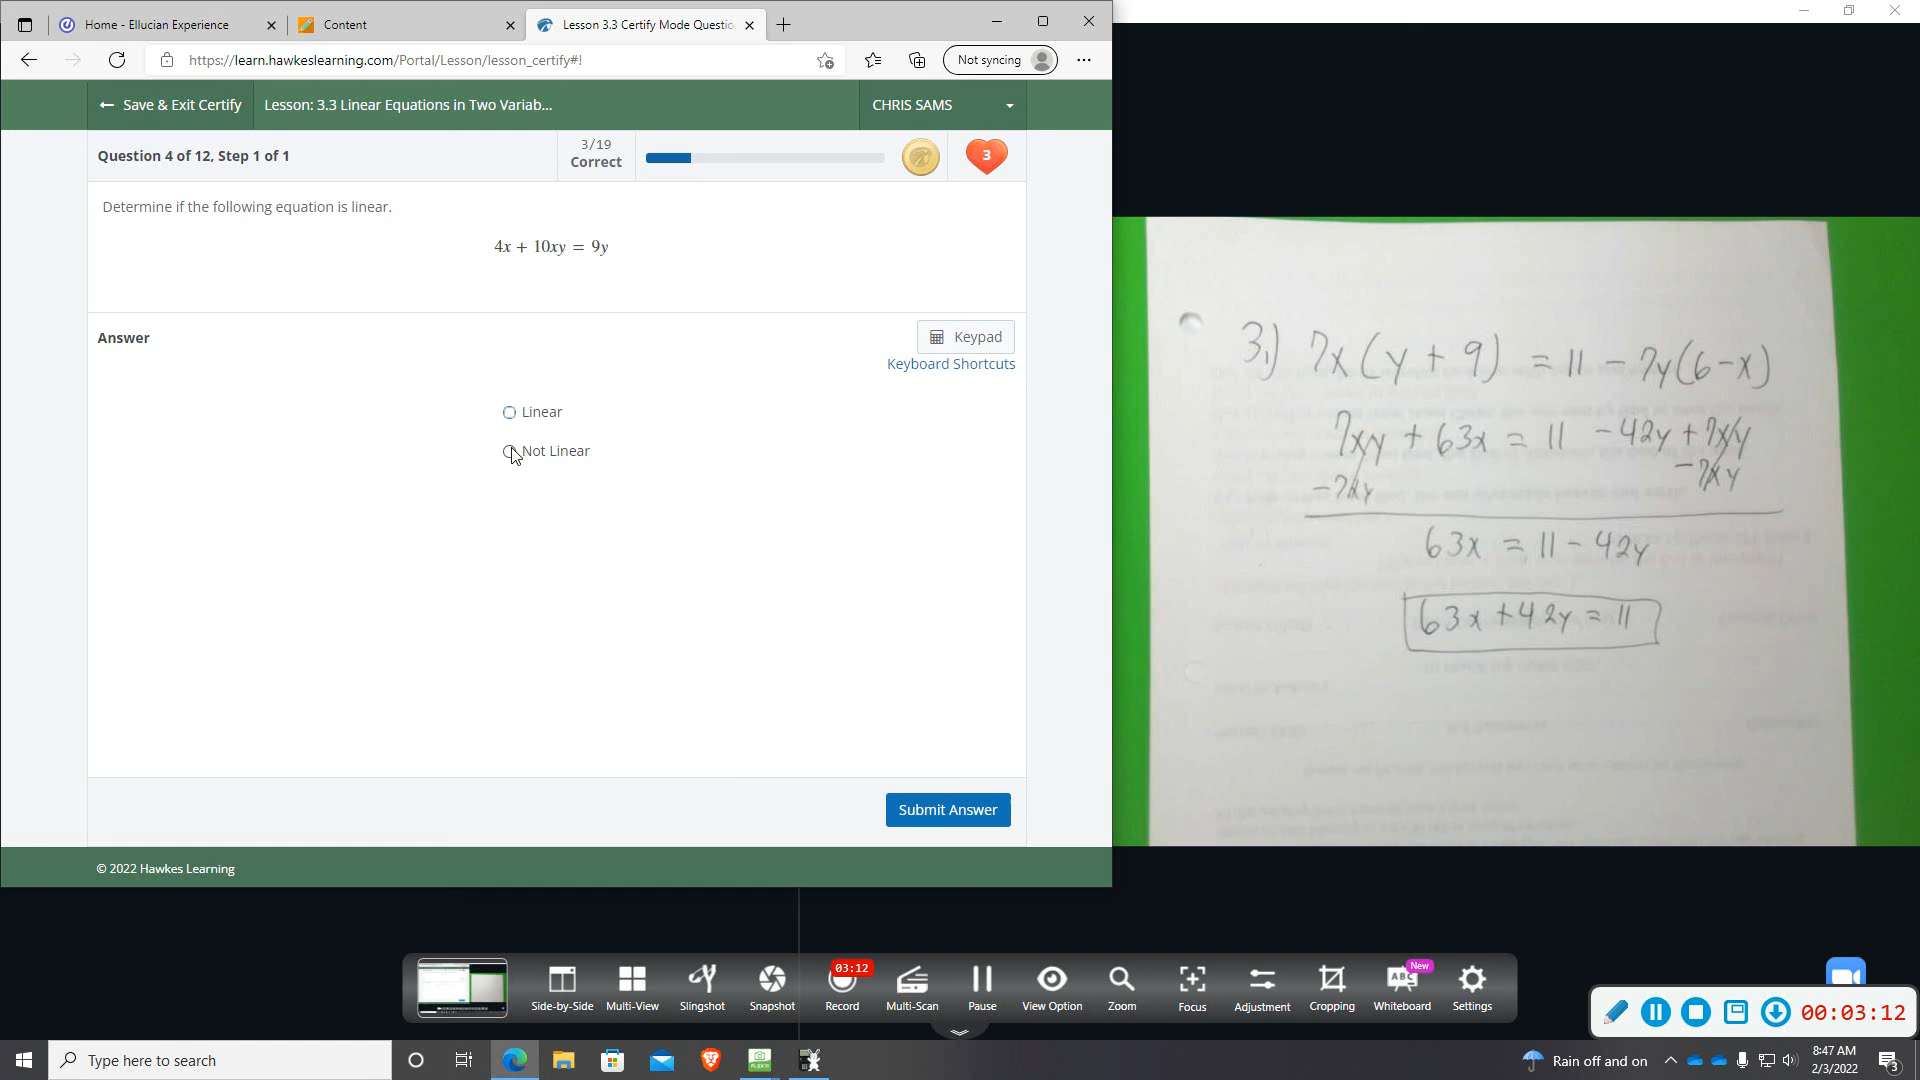 Home - Ellucian Experience
Content
Lesson 3.3 Certify Mode Questio
https://learn.hawkeslearning.com/Portal/Lesson/lesson_certify#!
Not syncing
← Save & Exit Certify
Lesson: 3.3 Linear Equations in Two Variab...
CHRIS SAMS
Question 4 of 12, Step 1 of 1
3/19
Correct
3
Determine if the following equation is linear.
4x + 10xy = 9y
Answer
Keypad
Keyboard Shortcuts
Linear
Not Linear
Submit Answer
© 2022 Hawkes Learning
3.) 7x(y + 9) = 11 - 7y(6-x)
7xy + 63x = 11 - 42y + 7xy
-7xy -7xy
63x = 11 - 42y
63x + 42y = 11
Side-by-Side
Multi-View
Slingshot
Snapshot
03:12
Record
Multi-Scan
Pause
View Option
Zoom
Focus
Adjustment
Cropping
New
ABC
Whiteboard
Settings
00:03:12
Type here to search
Rain off and on
8:47 AM
2/3/2022
3